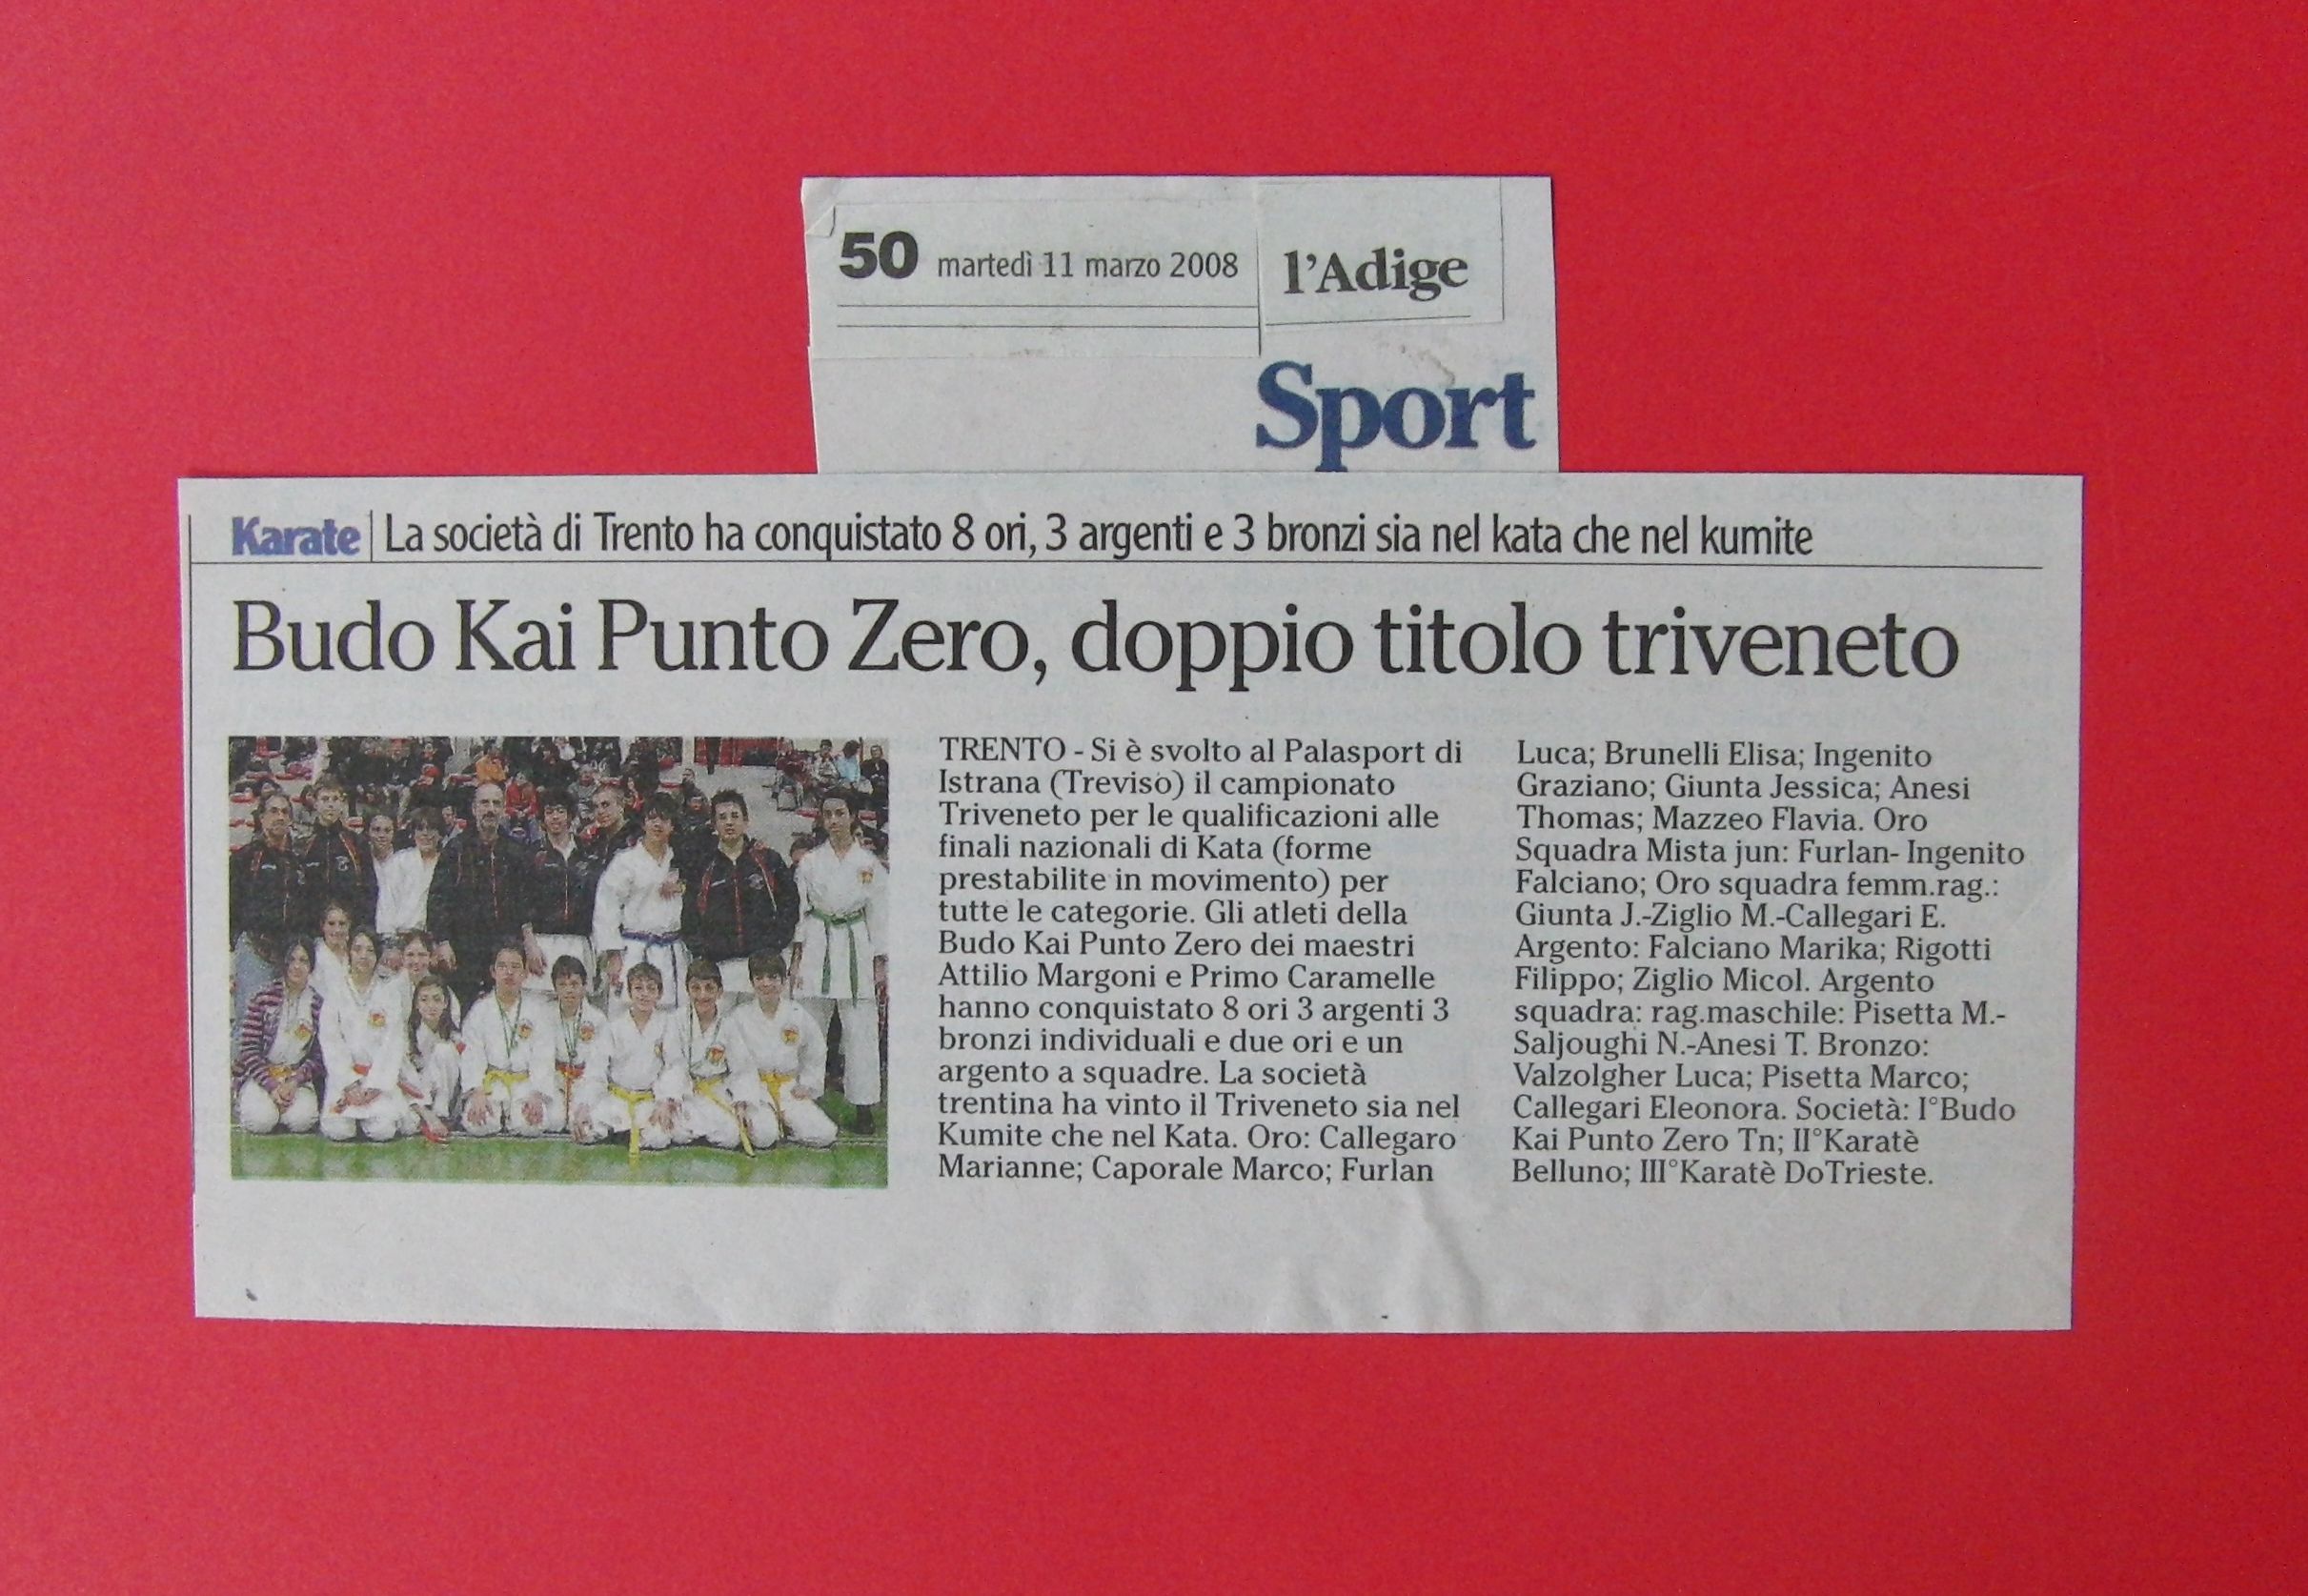 50 martedì 11 marzo 2008
l'Adige
Sport
Karate La società di Trento ha conquistato 8 ori, 3 argenti e 3 bronzi sia nel kata che nel kumite
Budo Kai Punto Zero, doppio titolo triveneto
TRENTO - Si è svolto al Palasport di
Istrana (Treviso) il campionato
Triveneto per le qualificazioni alle
finali nazionali di Kata (forme
prestabilite in movimento) per
tutte le categorie. Gli atleti della
Budo Kai Punto Zero dei maestri
Attilio Margoni e Primo Caramelle
hanno conquistato 8 ori 3 argenti 3
bronzi individuali e due ori e un
argento a squadre. La società
trentina ha vinto il Triveneto sia nel
Kumite che nel Kata. Oro: Callegaro
Marianne; Caporale Marco; Furlan
Luca; Brunelli Elisa; Ingenito
Graziano; Giunta Jessica; Anesi
Thomas; Mazzeo Flavia. Oro
Squadra Mista jun: Furlan- Ingenito
Falciano; Oro squadra femm.rag.:
Giunta J.-Ziglio M.-Callegari E.
Argento: Falciano Marika; Rigotti
Filippo; Ziglio Micol. Argento
squadra: rag.maschile: Pisetta M.-
Saljoughi N.-Anesi T. Bronzo:
Valzolgher Luca; Pisetta Marco;
Callegari Eleonora. Società: I°Budo
Kai Punto Zero Tn; II°Karatè
Belluno; III°Karatè DoTrieste.